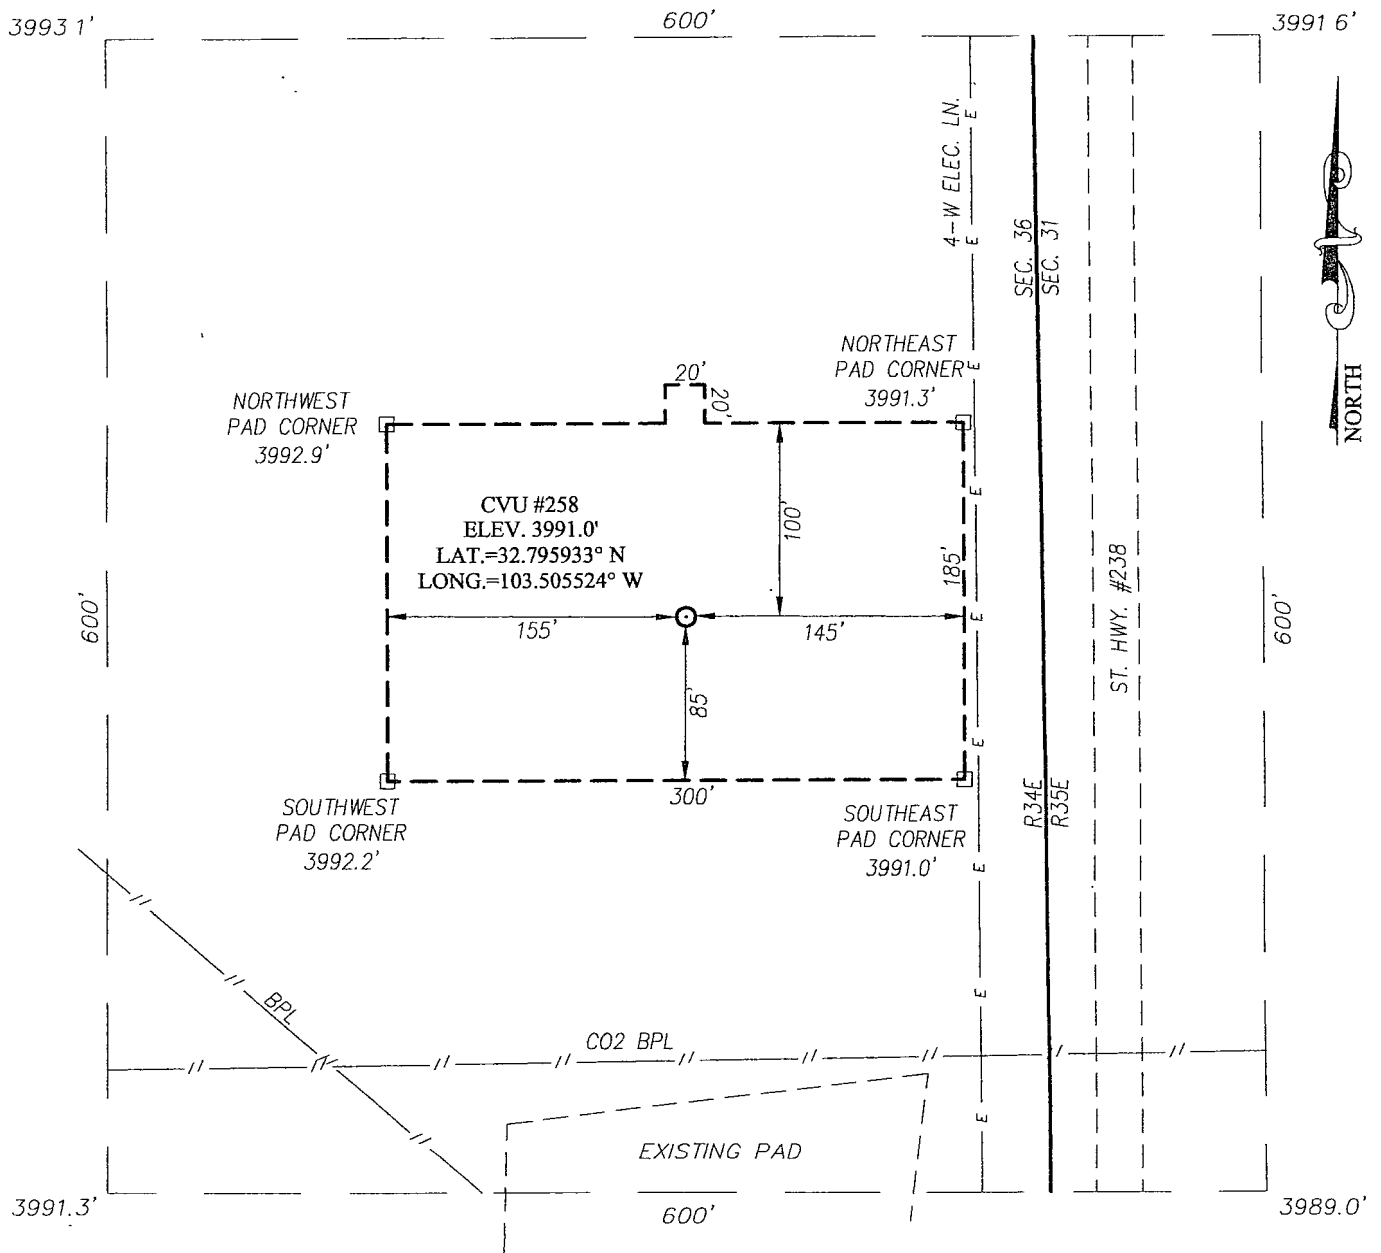 3993 1'
600'
3991 6'
4-W ELEC. LN.
E
E
E
E
E
E
E
E
E
SEC. 36
SEC. 31
NORTH
NORTHEAST
PAD CORNER
3991.3'
20'
20'
NORTHWEST
PAD CORNER
3992.9'
CVU #258
ELEV. 3991.0'
LAT.=32.795933° N
LONG.=103.505524° W
100'
185'
ST. HWY. #238
600'
600'
155'
145'
85'
300'
SOUTHWEST
PAD CORNER
3992.2'
SOUTHEAST
PAD CORNER
3991.0'
R34E
R35E
BPL
CO2 BPL
EXISTING PAD
3991.3'
600'
3989.0'